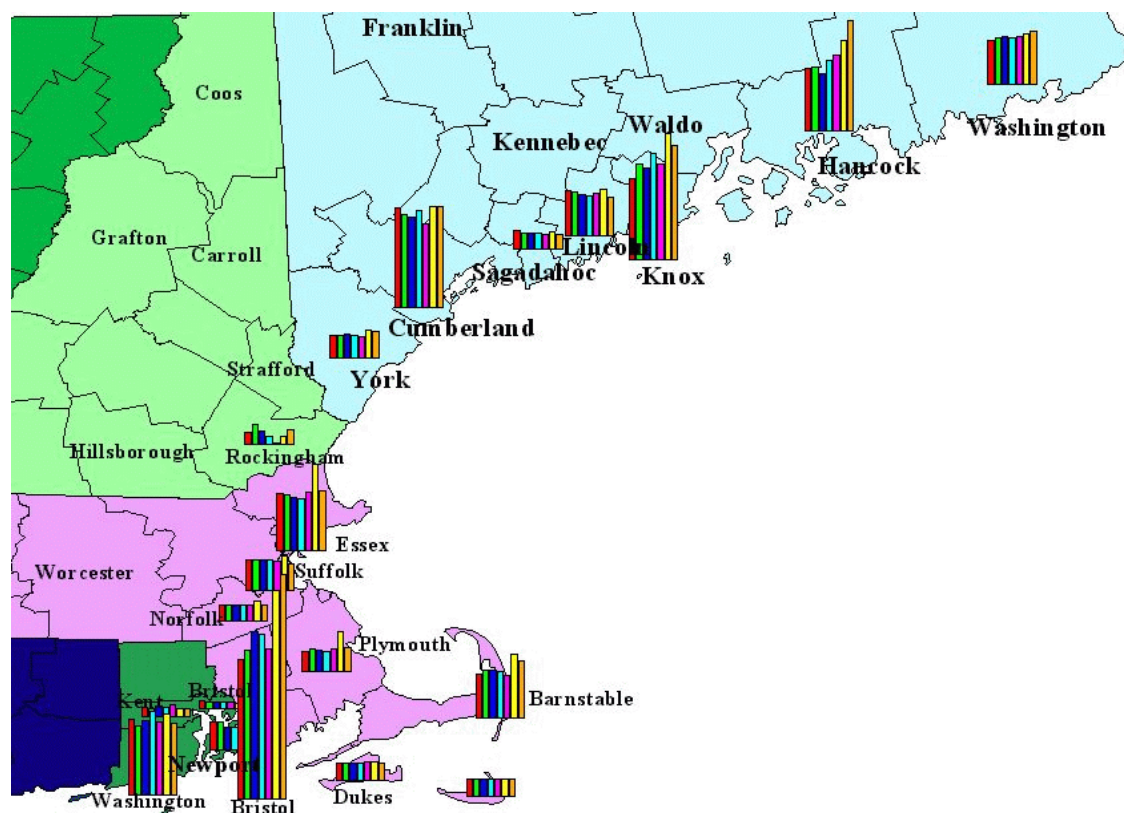 Franklin
Coos
Waldo
Washington
Kennebec
Hancock
Grafton
Carroll
Lincoln
Sagadahoc
Knox
Cumberland
Strafford
York
Hillsborough
Rockingham
Essex
Worcester
Suffolk
Norfolk
Plymouth
Bristol
Kent
Barnstable
Newport
Washington
Dukes
Bristol